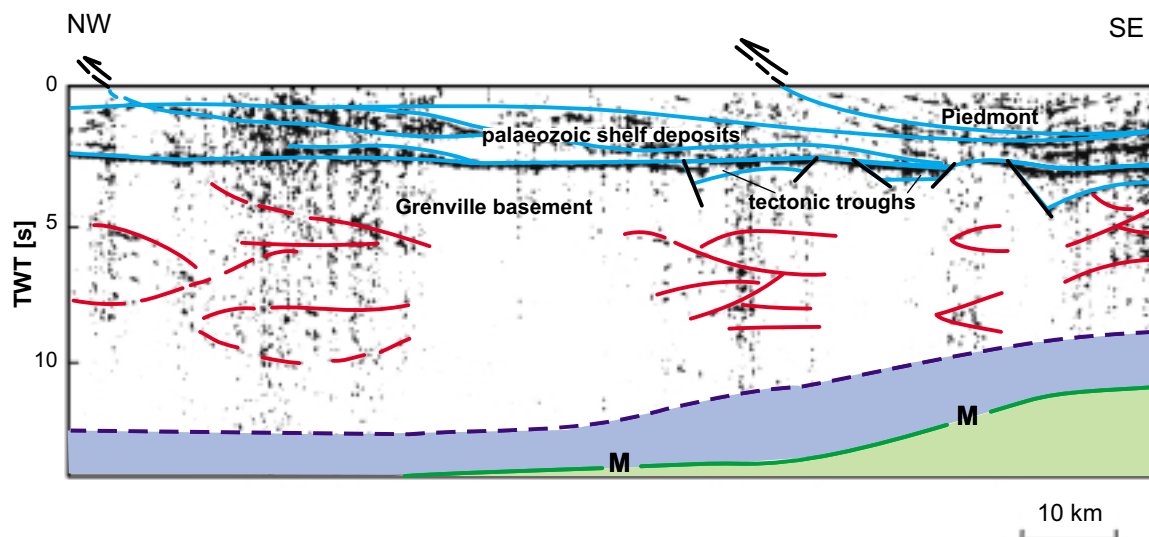 NW
SE
0
Piedmont
palaeozoic shelf deposits
Grenville basement
tectonic troughs
5
TWT [s]
10
M
M
10 km